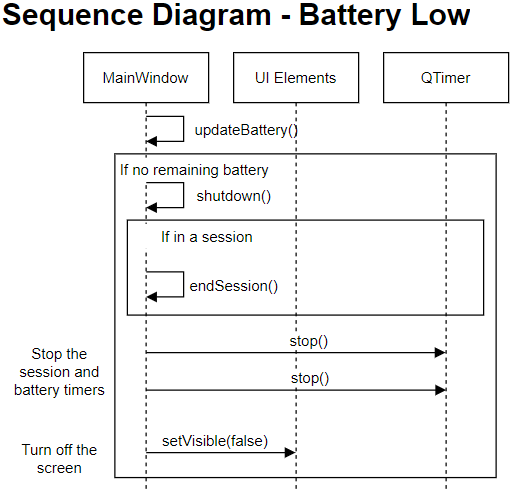 Sequence Diagram - Battery Low
MainWindow
UI Elements
QTimer
updateBattery()
If no remaining battery
shutdown()
If in a session
endSession()
Stop the
session and
battery timers
stop()
stop()
Turn off the
screen
setVisible(false)